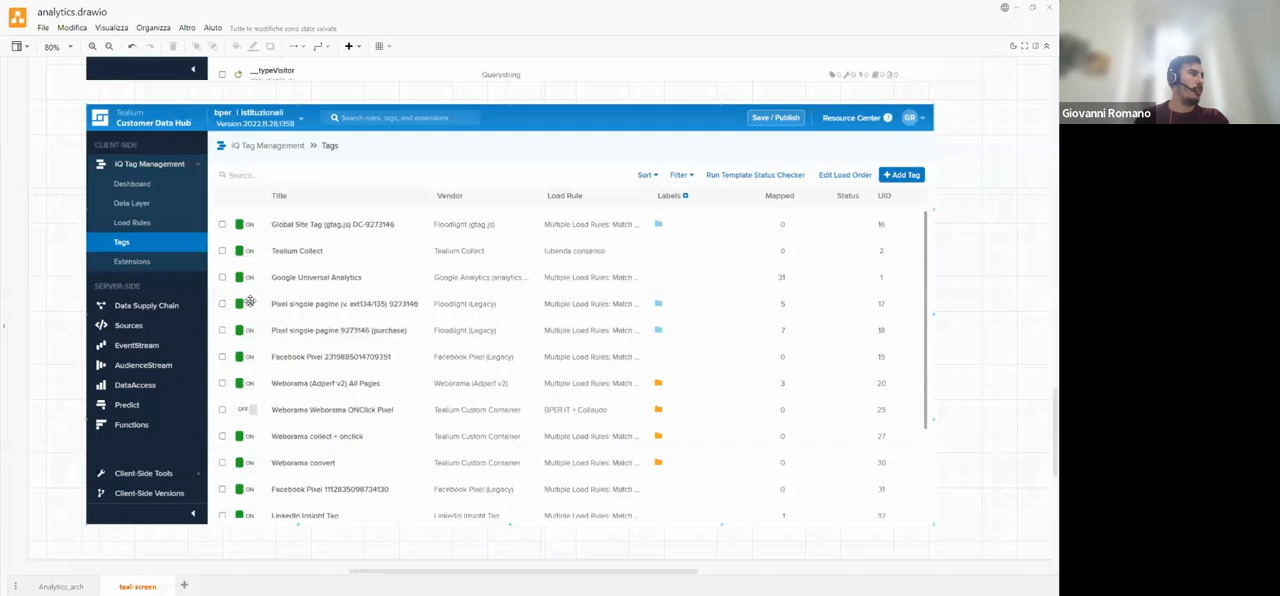 analytics.drawio
File Modifica Visualizza Organizza Altro Aiuto Tutte le modifiche sono state salvate
80%
__typeVisitor
Querystring
0 0 0 0 0
Tealium
Customer Data Hub
bper | istituzionali
Version 2022.11.28.1358
Search rules, tags, and extensions
Save / Publish
Resource Center
GR
CLIENT-SIDE
iQ Tag Management
Dashboard
Data Layer
Load Rules
Tags
Extensions
SERVER-SIDE
Data Supply Chain
Sources
EventStream
AudienceStream
DataAccess
Predict
Functions
Client-Side Tools
Client-Side Versions
iQ Tag Management » Tags
Search...
Sort Filter Run Template Status Checker Edit Load Order + Add Tag
Title Vendor Load Rule Labels Mapped Status UID
ON Global Site Tag (gtag.js) DC-9273146 Floodlight (gtag.js) Multiple Load Rules: Match ... 0 16
ON Tealium Collect Tealium Collect Iubenda consenso 0 2
ON Google Universal Analytics Google Analytics (analytics... Multiple Load Rules: Match ... 31 1
ON Pixel singole pagine (v. ext134/135) 9273146 Floodlight (Legacy) Multiple Load Rules: Match ... 5 17
ON Pixel singole pagine 9273146 (purchase) Floodlight (Legacy) Multiple Load Rules: Match ... 7 18
ON Facebook Pixel 2319885014709351 Facebook Pixel (Legacy) Multiple Load Rules: Match ... 0 19
ON Weborama (Adperf v2) All Pages Weborama (Adperf v2) Multiple Load Rules: Match ... 3 20
OFF Weborama Weborama ONClick Pixel Tealium Custom Container BPER.IT + Collaudo 0 25
ON Weborama collect + onclick Tealium Custom Container Multiple Load Rules: Match ... 0 27
ON Weborama convert Tealium Custom Container Multiple Load Rules: Match ... 0 30
ON Facebook Pixel 1112835098734130 Facebook Pixel (Legacy) Multiple Load Rules: Match ... 0 31
ON LinkedIn Insight Tag LinkedIn Insight Tag Multiple Load Rules: Match ... 1 32
Analytics_arch teal-screen
Giovanni Romano